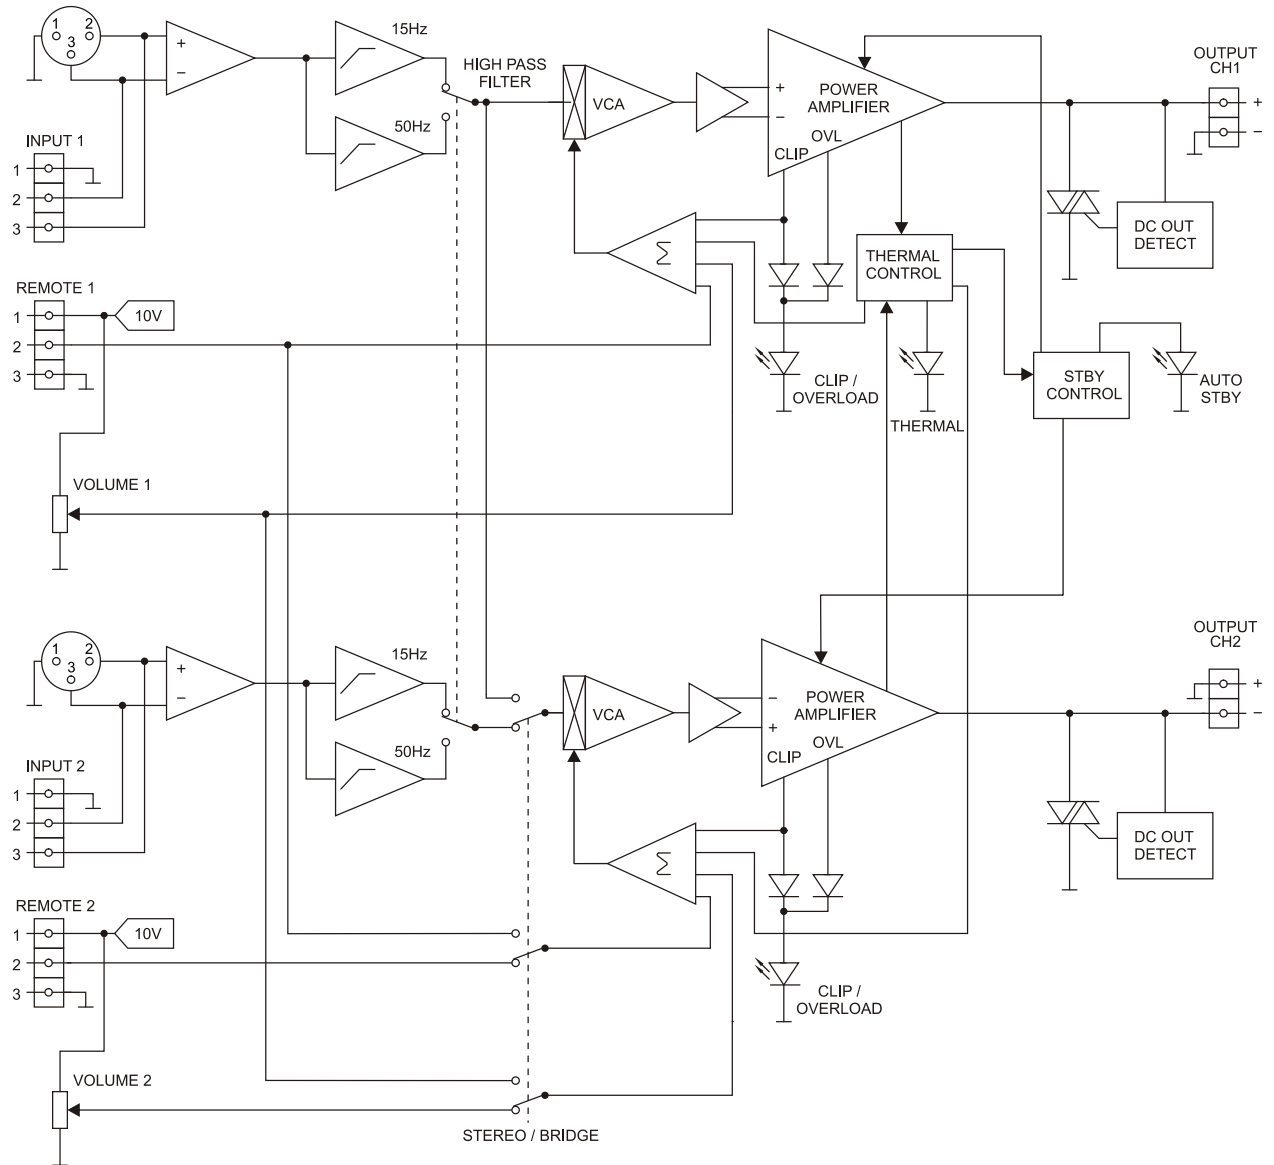 1 2
3
+
−
15Hz
HIGH PASS
FILTER
50Hz
VCA
+
−
POWER
AMPLIFIER
OVL
CLIP
OUTPUT
CH1
+
−
INPUT 1
1
2
3
Σ
THERMAL
CONTROL
DC OUT
DETECT
REMOTE 1
1
10V
2
3
CLIP /
OVERLOAD
THERMAL
STBY
CONTROL
AUTO
STBY
VOLUME 1
1 2
3
+
−
15Hz
50Hz
VCA
−
+
POWER
AMPLIFIER
OVL
CLIP
OUTPUT
CH2
+
−
INPUT 2
1
2
3
Σ
DC OUT
DETECT
REMOTE 2
1
10V
2
3
CLIP /
OVERLOAD
VOLUME 2
STEREO / BRIDGE